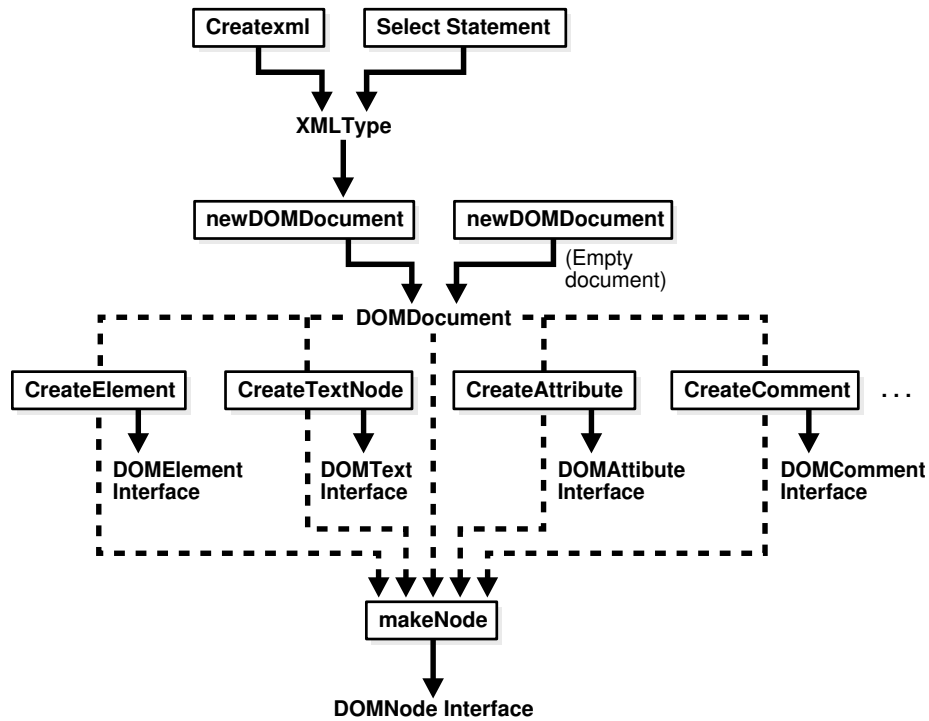 Createxml
Select Statement
XMLType
newDOMDocument
newDOMDocument
(Empty
document)
DOMDocument
CreateElement
CreateTextNode
CreateAttribute
CreateComment
...
DOMElement
Interface
DOMText
Interface
DOMAttibute
Interface
DOMComment
Interface
makeNode
DOMNode Interface